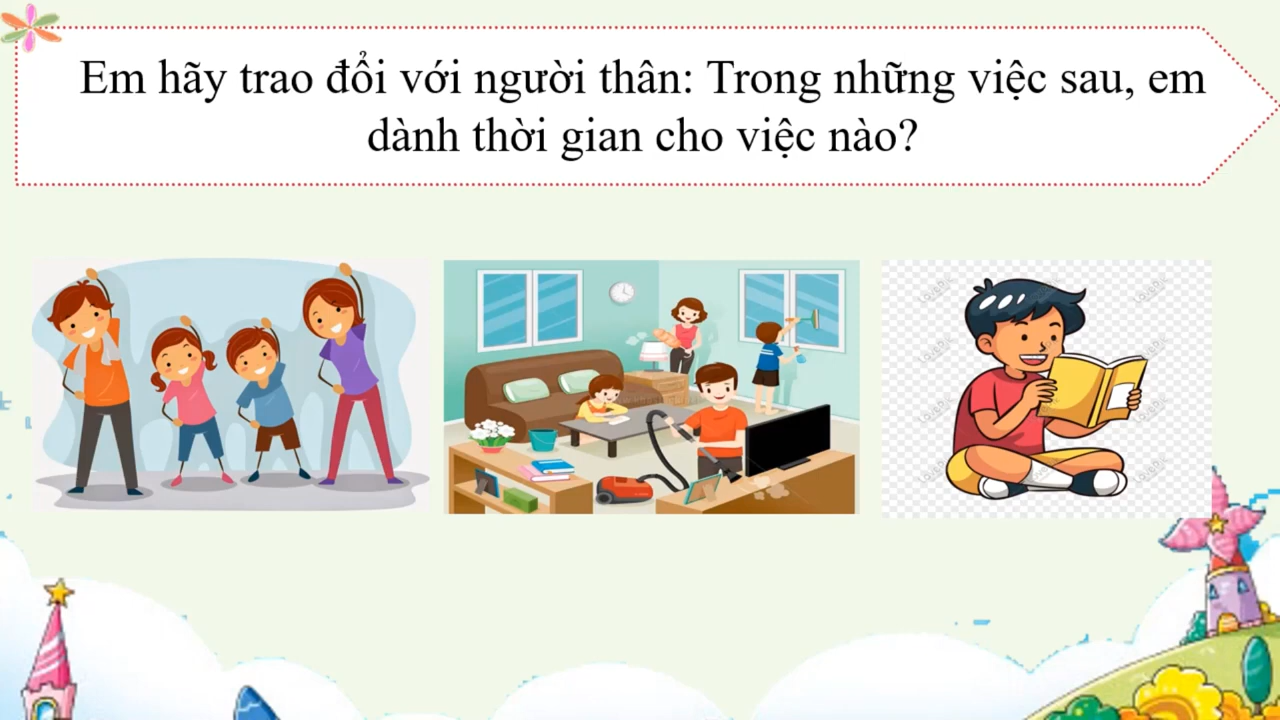 Em hãy trao đổi với người thân: Trong những việc sau, em
dành thời gian cho việc nào?